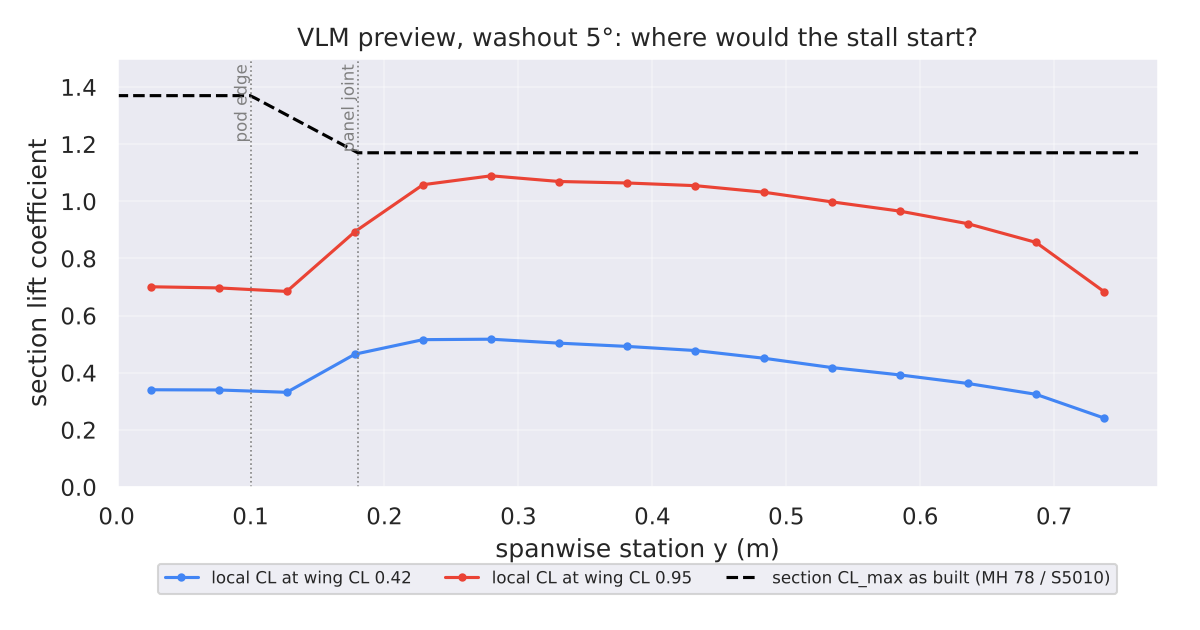 VLM preview, washout 5°: where would the stall start?
section lift coefficient
1.4
1.2
1.0
0.8
0.6
0.4
0.2
0.0
pod edge
panel joint
0.0 0.1 0.2 0.3 0.4 0.5 0.6 0.7
spanwise station y (m)
local CL at wing CL 0.42 local CL at wing CL 0.95 section CL_max as built (MH 78 / S5010)